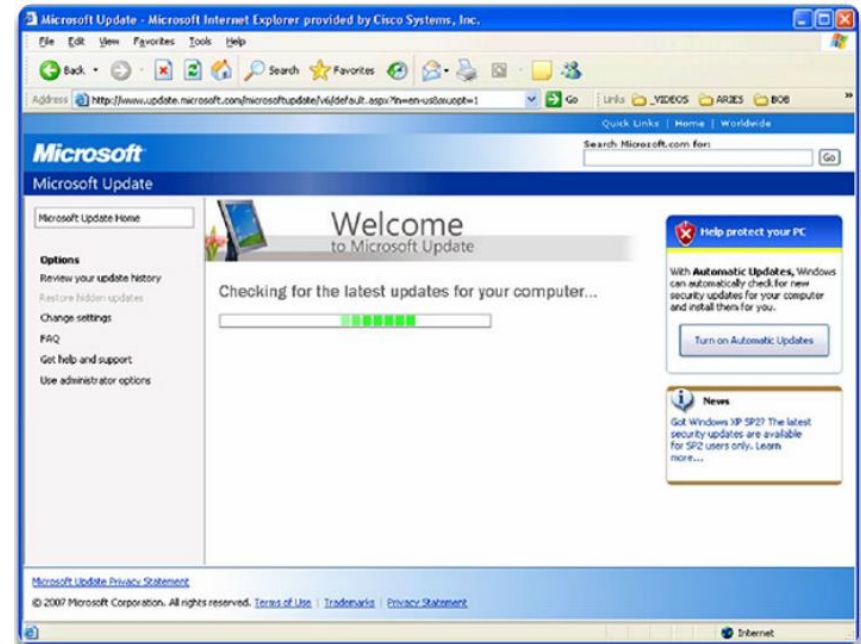 Microsoft Update - Microsoft Internet Explorer provided by Cisco Systems, Inc.
File Edit View Favorites Tools Help
Back Search Favorites
Address http://www.update.microsoft.com/microsoftupdate/v6/default.aspx?ln=en-us&muopt=1 Go Links _VIDEOS ARIES BOB »
Quick Links | Home | Worldwide
Microsoft
Search Microsoft.com for:
Go
Microsoft Update
Microsoft Update Home
Options
Review your update history
Restore hidden updates
Change settings
FAQ
Get help and support
Use administrator options
Welcome
to Microsoft Update
Checking for the latest updates for your computer...
Help protect your PC
With Automatic Updates, Windows
can automatically check for new
security updates for your computer
and install them for you.
Turn on Automatic Updates
News
Got Windows XP SP2? The latest
security updates are available
for SP2 users only. Learn
more...
Microsoft Update Privacy Statement
© 2007 Microsoft Corporation. All rights reserved. Terms of Use | Trademarks | Privacy Statement
Internet